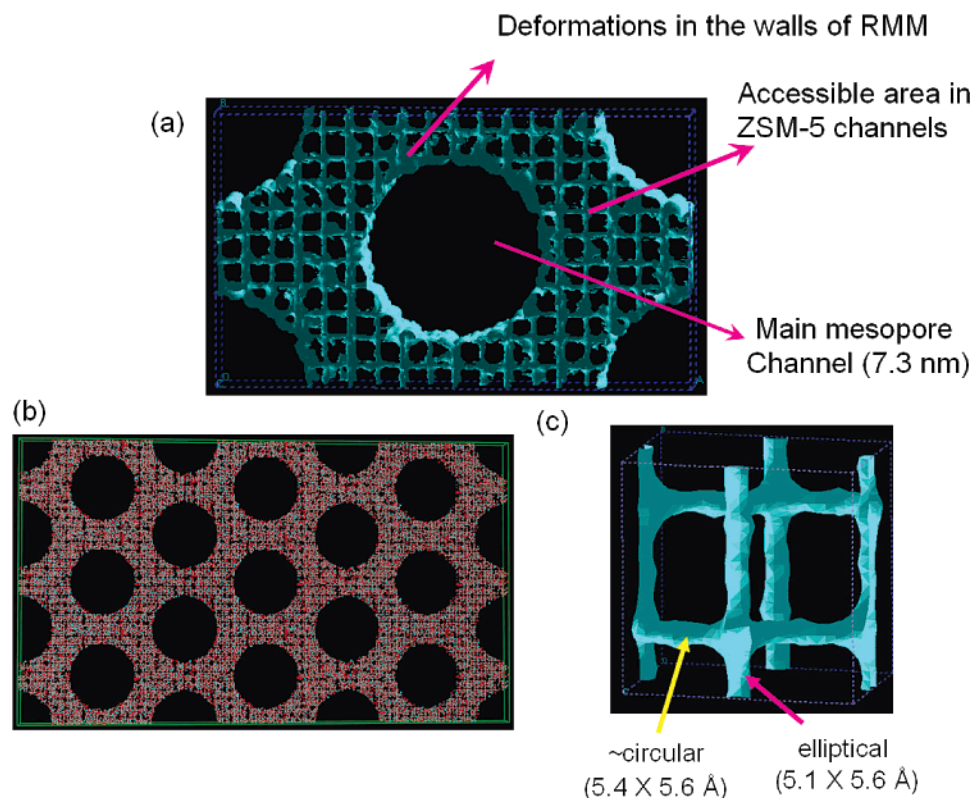 Deformations in the walls of RMM
(a)
Accessible area in
ZSM-5 channels
Main mesopore
Channel (7.3 nm)
(b)
(c)
~circular
(5.4 X 5.6 Å)
elliptical
(5.1 X 5.6 Å)